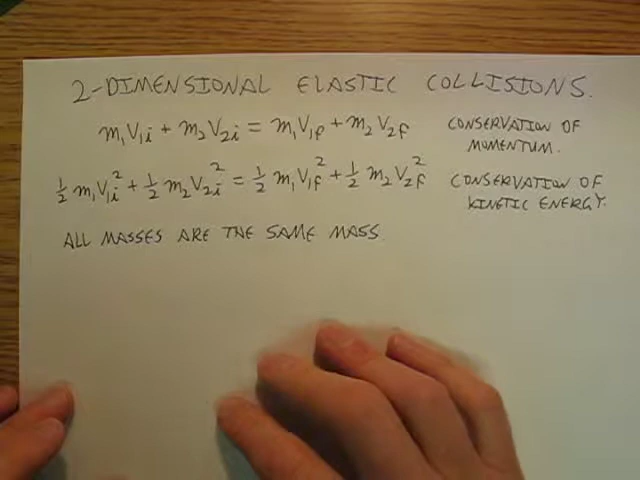 2-DIMENSIONAL ELASTIC COLLISIONS.
m₁V₁i + m₂V₂i = m₁V₁f + m₂V₂f CONSERVATION OF MOMENTUM.
½ m₁V₁i² + ½ m₂V₂i² = ½ m₁V₁f² + ½ m₂V₂f² CONSERVATION OF KINETIC ENERGY.
ALL MASSES ARE THE SAME MASS